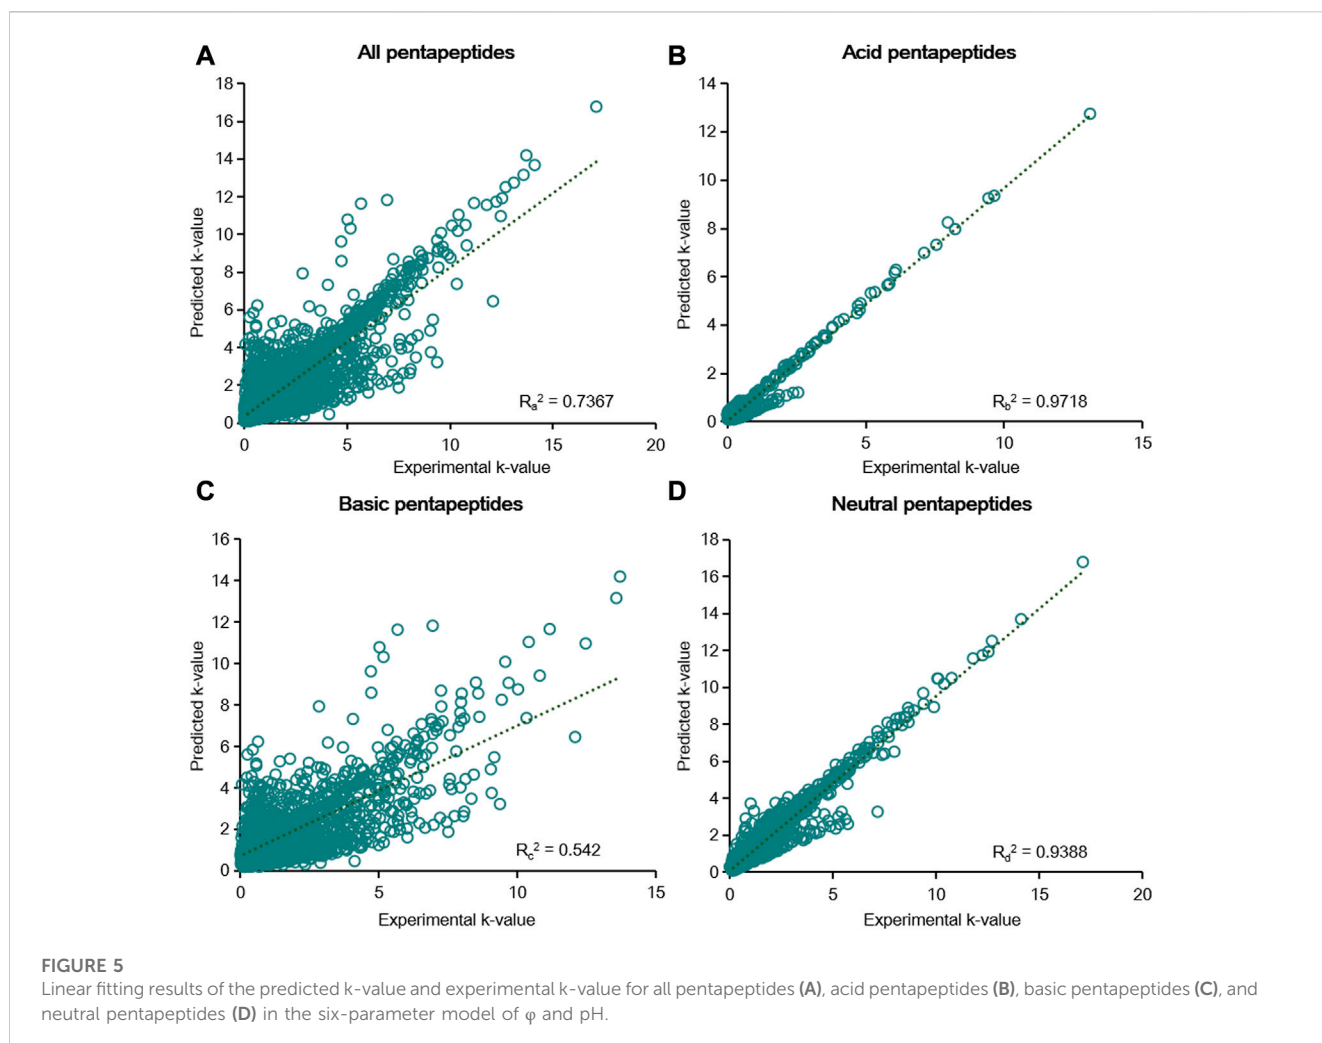 A
All pentapeptides
18
16
14
12
10
8
6
4
2
0
Predicted k-value
R_a² = 0.7367
0 5 10 15 20
Experimental k-value
B
Acid pentapeptides
14
12
10
8
6
4
2
0
Predicted k-value
R_b² = 0.9718
0 5 10 15
Experimental k-value
C
Basic pentapeptides
16
14
12
10
8
6
4
2
0
Predicted k-value
R_c² = 0.542
0 5 10 15
Experimental k-value
D
Neutral pentapeptides
18
16
14
12
10
8
6
4
2
0
Predicted k-value
R_d² = 0.9388
0 5 10 15 20
Experimental k-value
FIGURE 5
Linear fitting results of the predicted k-value and experimental k-value for all pentapeptides (A), acid pentapeptides (B), basic pentapeptides (C), and
neutral pentapeptides (D) in the six-parameter model of φ and pH.